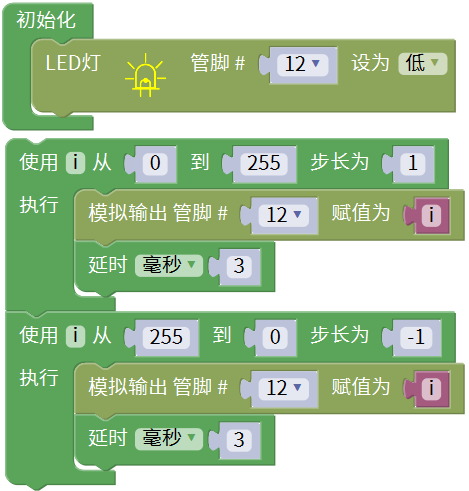 初始化
LED灯 管脚 # 12 设为 低
使用 i 从 0 到 255 步长为 1
执行 模拟输出 管脚 # 12 赋值为 i
延时 毫秒 3
使用 i 从 255 到 0 步长为 -1
执行 模拟输出 管脚 # 12 赋值为 i
延时 毫秒 3